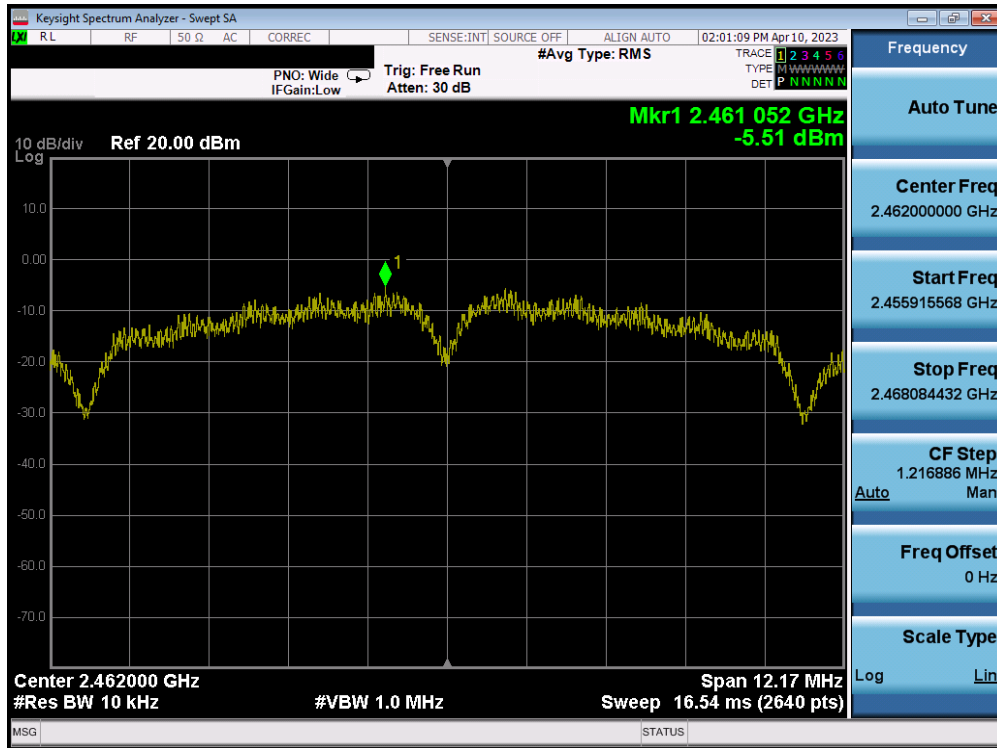 Keysight Spectrum Analyzer - Swept SA
LXI RL RF 50 Ω AC CORREC SENSE:INT SOURCE OFF ALIGN AUTO 02:01:09 PM Apr 10, 2023
#Avg Type: RMS
TRACE 1 2 3 4 5 6
PNO: Wide Trig: Free Run
TYPE M WWWWW
IFGain:Low Atten: 30 dB
DET P N N N N N
Mkr1 2.461 052 GHz
-5.51 dBm
10 dB/div Ref 20.00 dBm
Log
10.0
0.00
1
-10.0
-20.0
-30.0
-40.0
-50.0
-60.0
-70.0
Center 2.462000 GHz Span 12.17 MHz
#Res BW 10 kHz #VBW 1.0 MHz Sweep 16.54 ms (2640 pts)
MSG STATUS
Frequency
Auto Tune
Center Freq
2.462000000 GHz
Start Freq
2.455915568 GHz
Stop Freq
2.468084432 GHz
CF Step
1.216886 MHz
Auto Man
Freq Offset
0 Hz
Scale Type
Log Lin